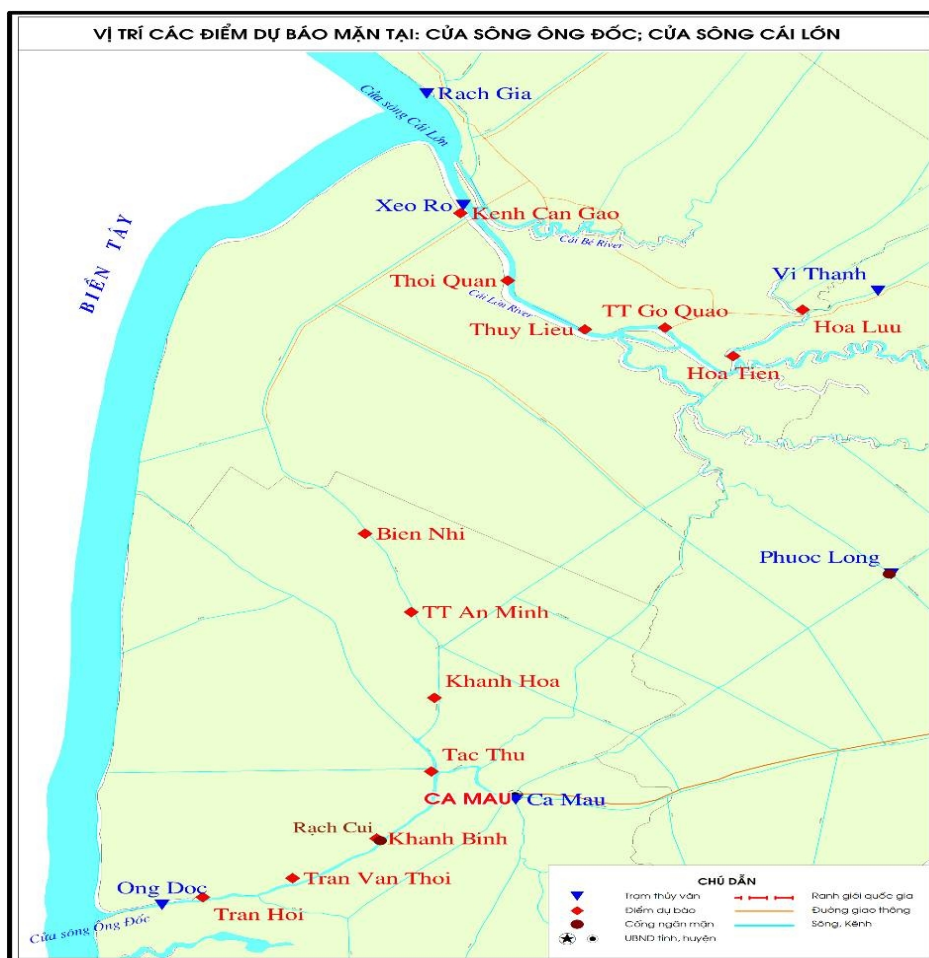 VỊ TRÍ CÁC ĐIỂM DỰ BÁO MẶN TẠI: CỬA SÔNG ÔNG ĐỐC; CỬA SÔNG CÁI LỚN
Rach Gia
Cửa sông Cái Lớn
Xeo Ro
Kenh Can Gao
Cái Bé River
BIỂN TÂY
Thoi Quan
Vi Thanh
Cái Lớn River
TT Go Quao
Thuy Lieu
Hoa Luu
Hoa Tien
Bien Nhi
Phuoc Long
TT An Minh
Khanh Hoa
Tac Thu
CA MAU
Ca Mau
Rạch Cui
Khanh Binh
Tran Van Thoi
Ong Doc
Tran Hoi
Cửa sông Ông Đốc
CHÚ DẪN
Trạm thủy văn
Ranh giới quốc gia
Điểm dự báo
Đường giao thông
Cống ngăn mặn
Sông, Kênh
UBND tỉnh, huyện